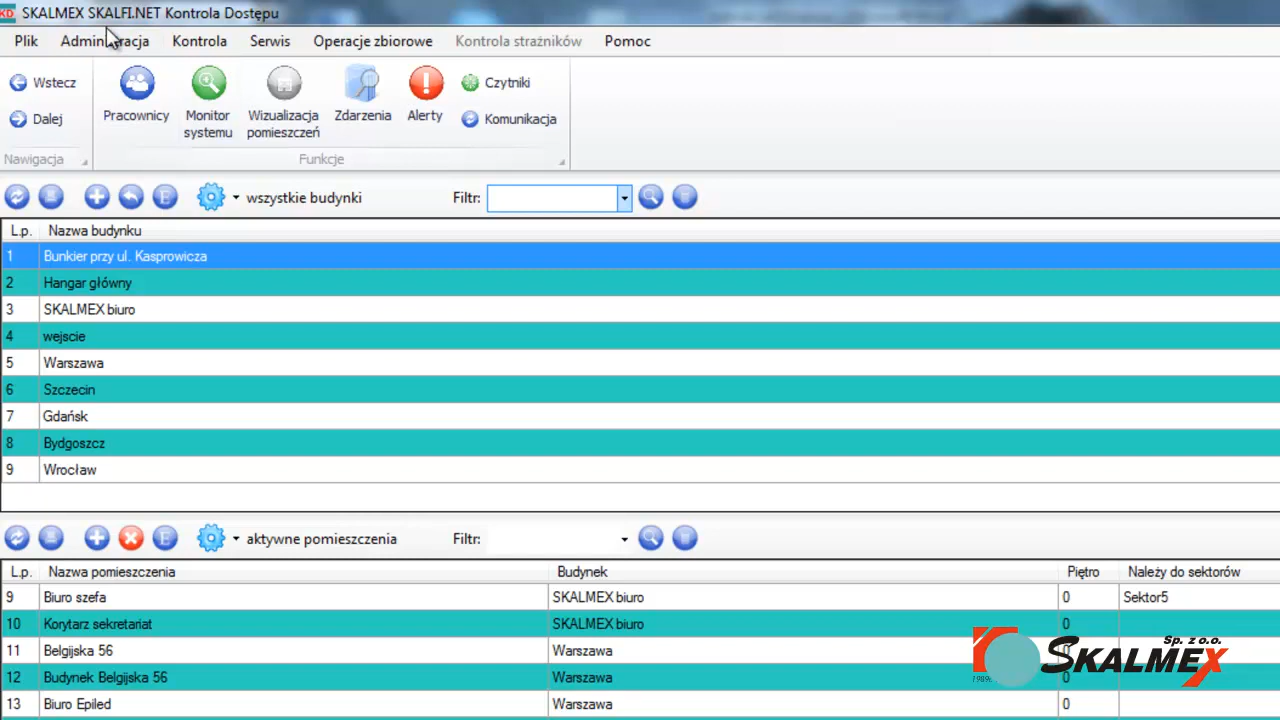 KD SKALMEX SKALFI.NET Kontrola Dostępu
Plik Administracja Kontrola Serwis Operacje zbiorowe Kontrola strażników Pomoc
Wstecz
Dalej
Nawigacja
Pracownicy
Monitor systemu
Wizualizacja pomieszczeń
Zdarzenia
Alerty
Czytniki
Komunikacja
Funkcje
E wszystkie budynki Filtr:
L.p. Nazwa budynku
1 Bunkier przy ul. Kasprowicza
2 Hangar główny
3 SKALMEX biuro
4 wejscie
5 Warszawa
6 Szczecin
7 Gdańsk
8 Bydgoszcz
9 Wrocław
E aktywne pomieszczenia Filtr:
L.p. Nazwa pomieszczenia Budynek Piętro Należy do sektorów
9 Biuro szefa SKALMEX biuro 0 Sektor5
10 Korytarz sekretariat SKALMEX biuro 0
11 Belgijska 56 Warszawa 0
12 Budynek Belgijska 56 Warszawa 0
13 Biuro Epiled Warszawa 0
Sp. z o.o.
SKALMEX